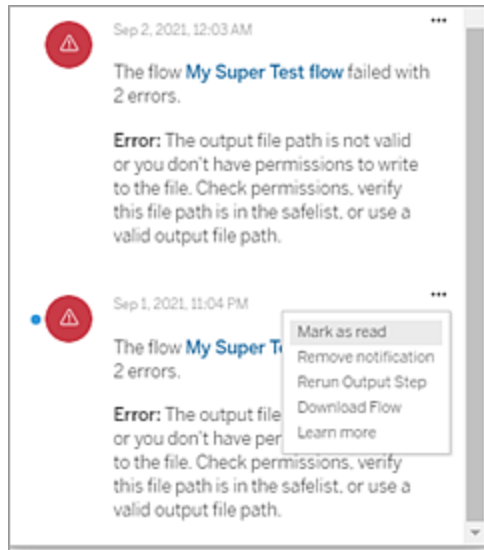 Sep 2, 2021, 12:03 AM
The flow My Super Test flow failed with
2 errors.
Error: The output file path is not valid
or you don't have permissions to write
to the file. Check permissions, verify
this file path is in the safelist, or use a
valid output file path.
Sep 1, 2021, 11:04 PM
The flow My Super
2 errors.
Error: The output file
or you don't have
to the file. Check permissions, verify
this file path is in the safelist, or use a
valid output file path.
Mark as read
Remove notification
Rerun Output Step
Download Flow
Learn more